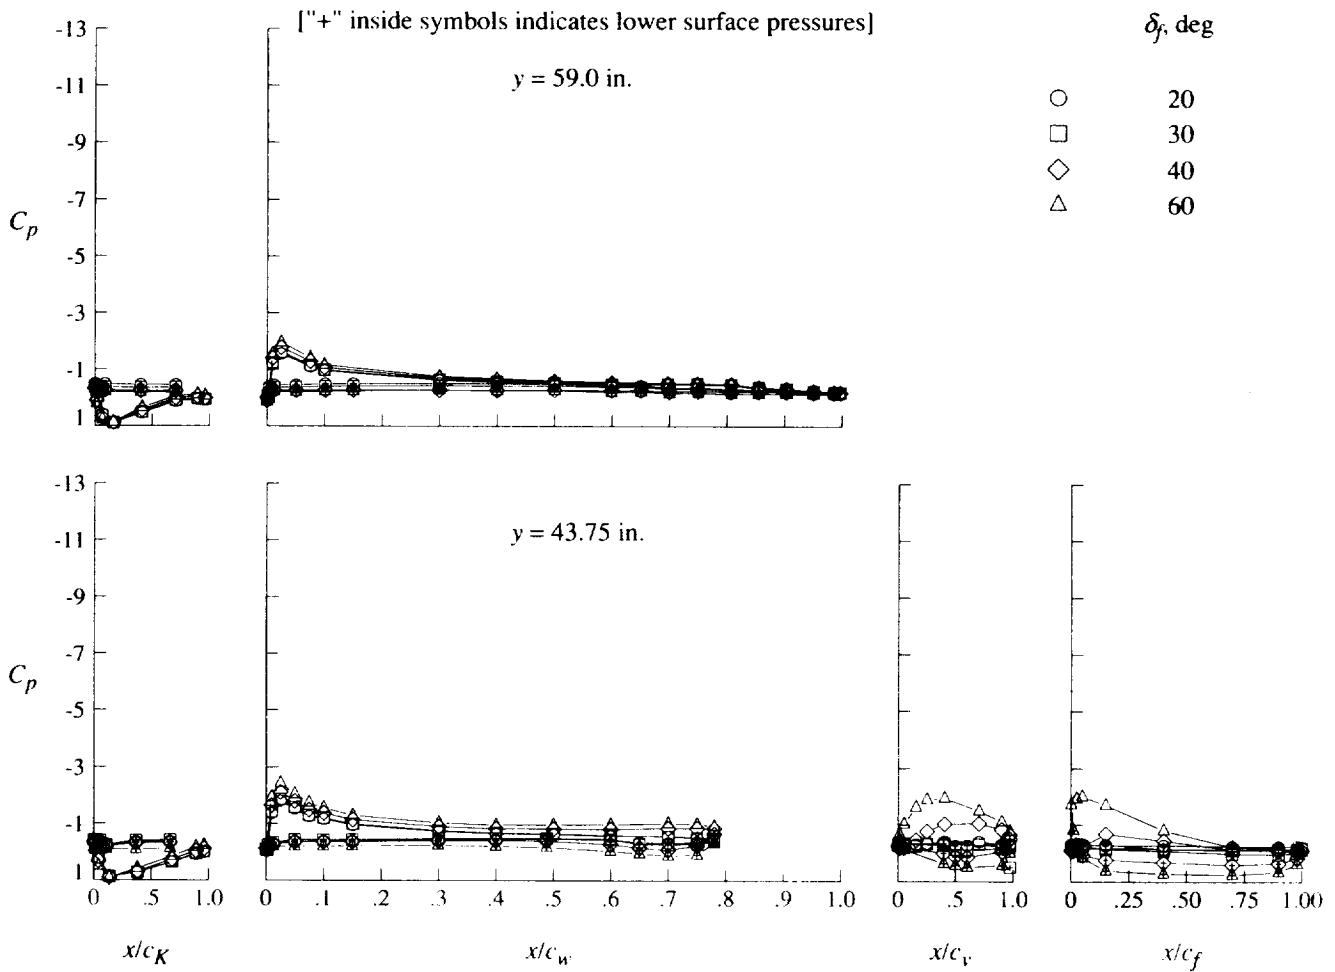 ["+" inside symbols indicates lower surface pressures]
δf, deg
y = 59.0 in.
20
30
40
60
-13
-11
-9
-7
-5
-3
-1
1
Cp
y = 43.75 in.
-13
-11
-9
-7
-5
-3
-1
1
Cp
0 .5 1.0
0 .1 .2 .3 .4 .5 .6 .7 .8 .9 1.0
0 .5 1.0
0 .25 .50 .75 1.00
x/cK
x/cw
x/cv
x/cf